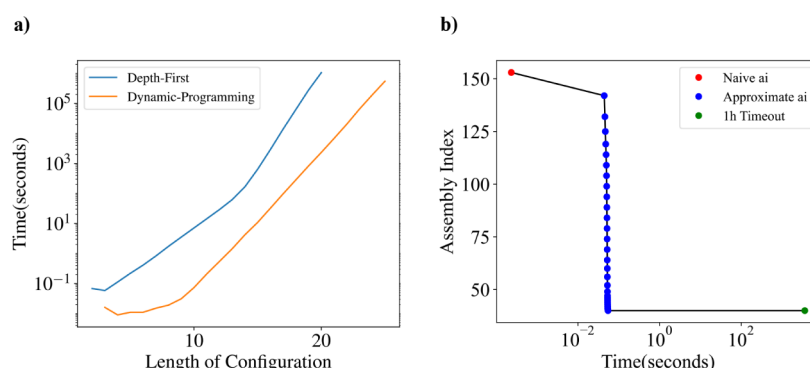 a)
Depth-First
Dynamic-Programming
10^5
10^3
10^1
10^-1
Time(seconds)
10
20
Length of Configuration
b)
Naive ai
Approximate ai
1h Timeout
150
125
100
75
50
Assembly Index
10^-2
10^0
10^2
Time(seconds)